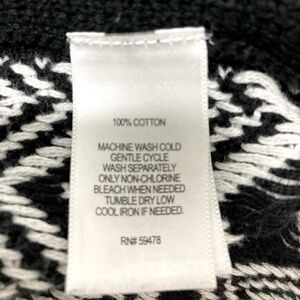 100% COTTON
MACHINE WASH COLD
GENTLE CYCLE
WASH SEPARATELY
ONLY NON-CHLORINE
BLEACH WHEN NEEDED
TUMBLE DRY LOW
COOL IRON IF NEEDED.
RN# 59478